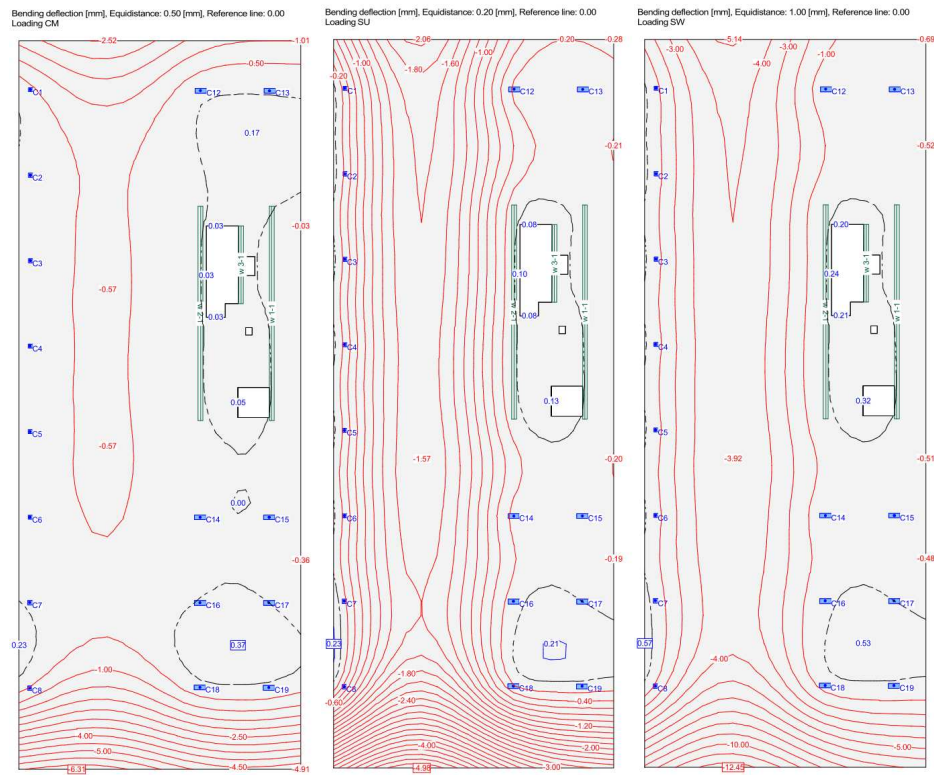 Bending deflection [mm], Equidistance: 0.50 [mm], Reference line: 0.00
Loading CM
-2.52
-1.01
-0.50
C1
C12
C13
0.17
C2
-0.03
0.03
C3
w 3-1
0.03
-0.57
w 2-1
w 1-1
0.03
C4
0.05
C5
-0.57
0.00
C6
C14
C15
-0.36
C7
C16
C17
0.23
0.37
-1.00
C8
C18
C19
-2.50
4.00
-5.00
-6.31
-4.50
-4.91
Bending deflection [mm], Equidistance: 0.20 [mm], Reference line: 0.00
Loading SU
2.06
0.20
-0.28
-1.00
-1.60
-1.80
-0.20
C1
C12
C13
-0.21
C2
0.08
C3
w 3-1
0.10
w 2-1
w 1-1
0.08
C4
0.13
C5
-1.57
-0.20
C6
C14
C15
-0.19
C7
C16
C17
0.23
0.21
-1.80
C8
C18
C19
-0.60
-2.40
0.40
-1.20
-4.00
-2.00
-4.98
3.00
Bending deflection [mm], Equidistance: 1.00 [mm], Reference line: 0.00
Loading SW
-5.14
-0.69
-3.00
-3.00
-4.00
-1.00
C1
C12
C13
-0.52
C2
0.20
C3
w 3-1
0.24
w 2-1
w 1-1
0.21
C4
0.32
C5
-3.92
-0.51
C6
C14
C15
-0.48
C7
C16
C17
0.57
0.53
-4.00
C8
C18
C19
-10.00
-5.00
-12.45